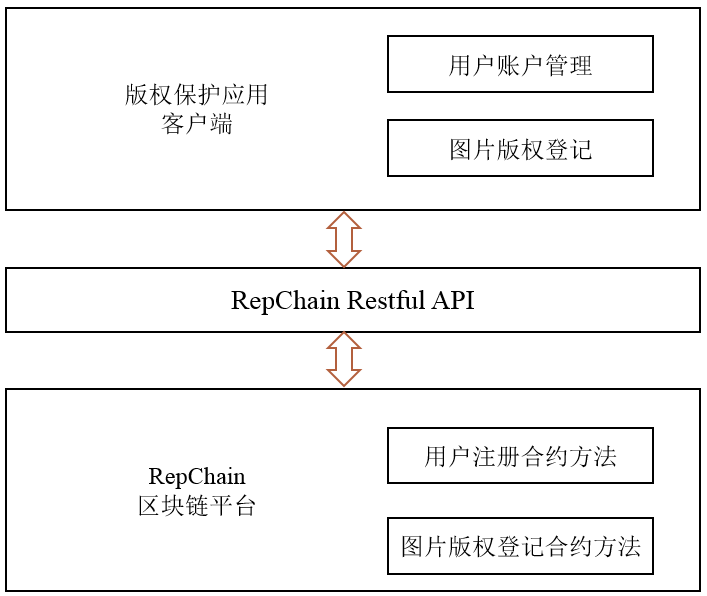 版权保护应用
客户端
用户账户管理
图片版权登记
RepChain Restful API
RepChain
区块链平台
用户注册合约方法
图片版权登记合约方法